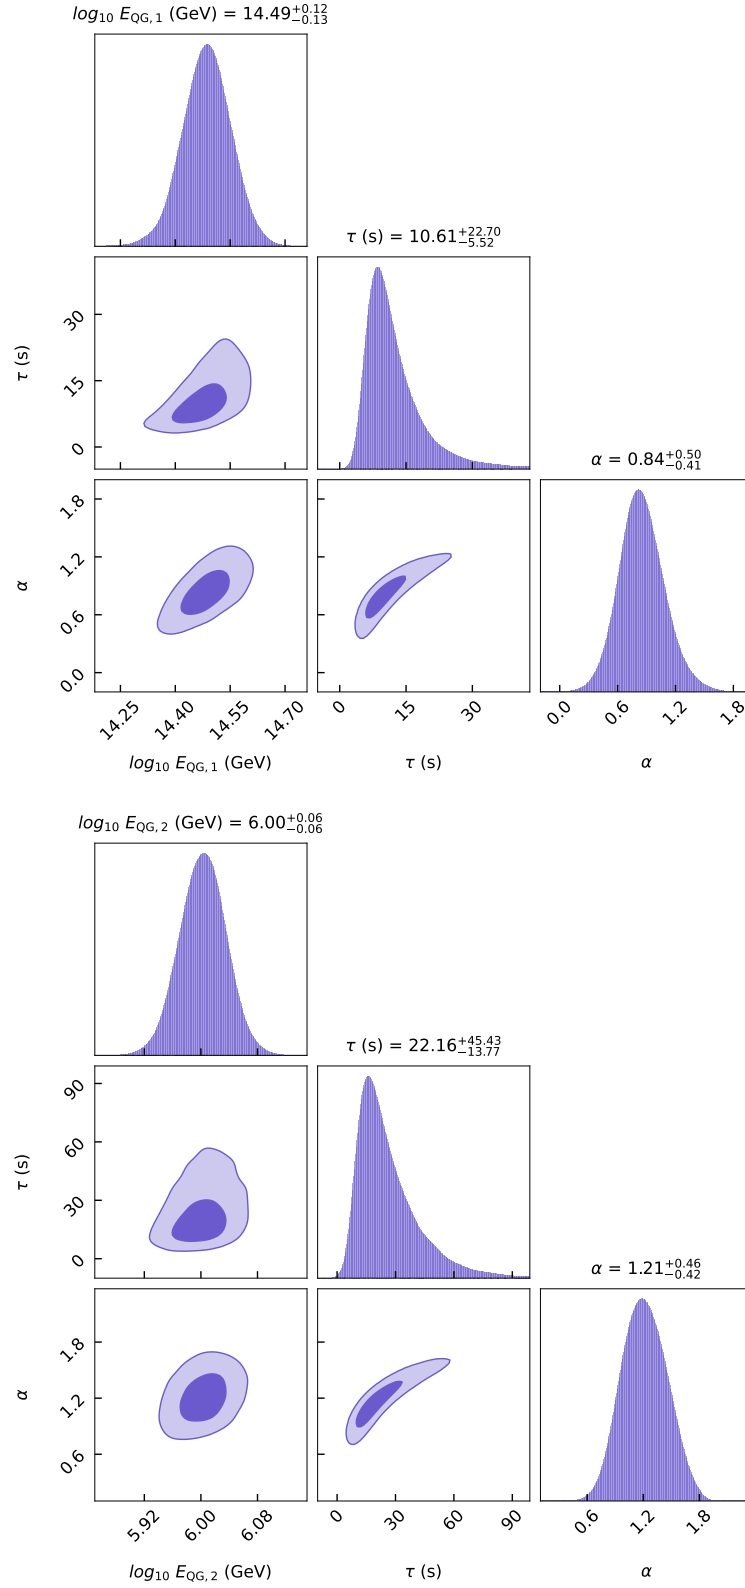 log₁₀ E_QG,1 (GeV) = 14.49 +0.12 −0.13
τ (s) = 10.61 +22.70 −5.52
30
15
0
τ (s)
α = 0.84 +0.50 −0.41
1.8
1.2
0.6
0.0
α
14.25 14.40 14.55 14.70
0 15 30
0.0 0.6 1.2 1.8
log₁₀ E_QG,1 (GeV)
τ (s)
α
log₁₀ E_QG,2 (GeV) = 6.00 +0.06 −0.06
τ (s) = 22.16 +45.43 −13.77
90
60
30
0
τ (s)
α = 1.21 +0.46 −0.42
1.8
1.2
0.6
α
5.92 6.00 6.08
0 30 60 90
0.6 1.2 1.8
log₁₀ E_QG,2 (GeV)
τ (s)
α